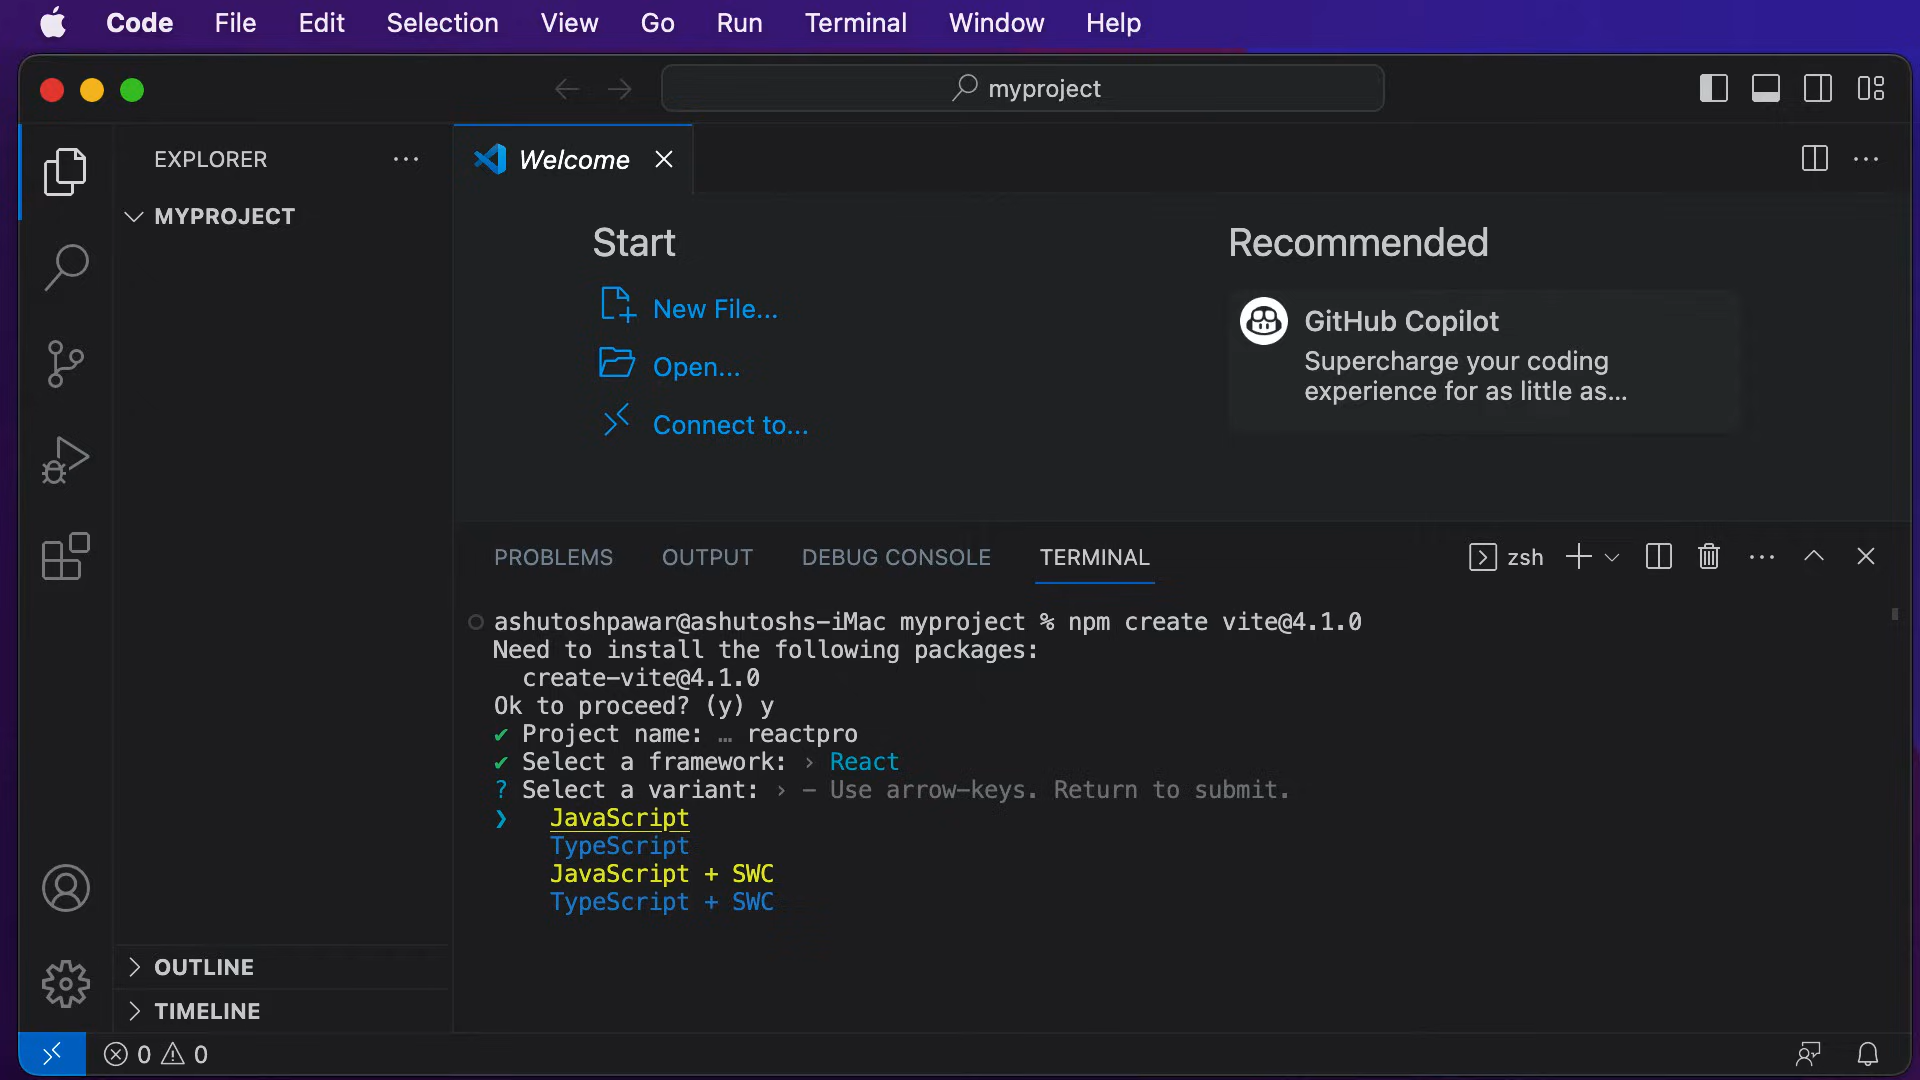 Code File Edit Selection View Go Run Terminal Window Help
myproject
EXPLORER
MYPROJECT
Welcome
Start
New File...
Open...
Connect to...
Recommended
GitHub Copilot
Supercharge your coding
experience for as little as...
PROBLEMS OUTPUT DEBUG CONSOLE TERMINAL
zsh
ashutoshpawar@ashutoshs-iMac myproject % npm create vite@4.1.0
Need to install the following packages:
create-vite@4.1.0
Ok to proceed? (y) y
✔ Project name: … reactpro
✔ Select a framework: › React
? Select a variant: › - Use arrow-keys. Return to submit.
❯ JavaScript
TypeScript
JavaScript + SWC
TypeScript + SWC
OUTLINE
TIMELINE
0 0